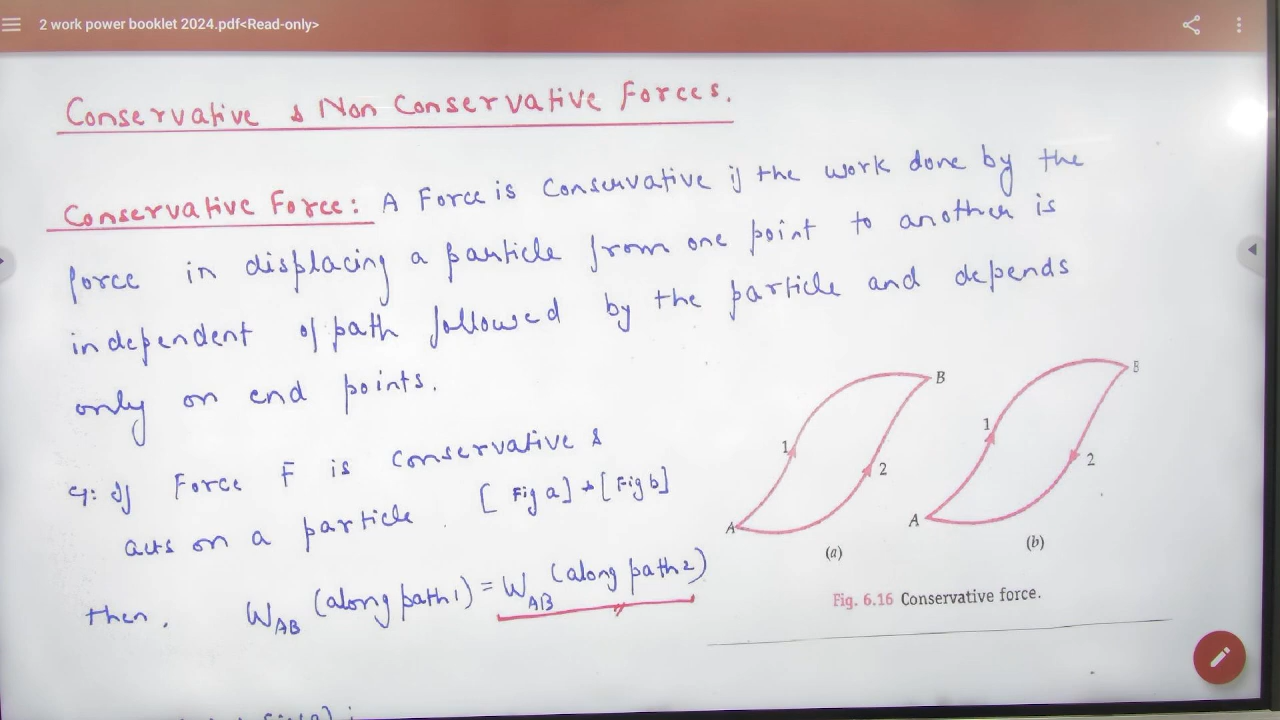 2 work power booklet 2024.pdf<Read-only>
Conservative & Non Conservative Forces.
Conservative Force: A Force is Conservative if the work done by the
force in displacing a particle from one point to another is
independent of path followed by the particle and depends
only on end points.
eg: If Force F is conservative &
acts on a particle. [Fig a] + [Fig b]
then, W_AB (along path 1) = W_AB (along path 2)
A 1 2 B
(a)
A 1 2 B
(b)
Fig. 6.16 Conservative force.